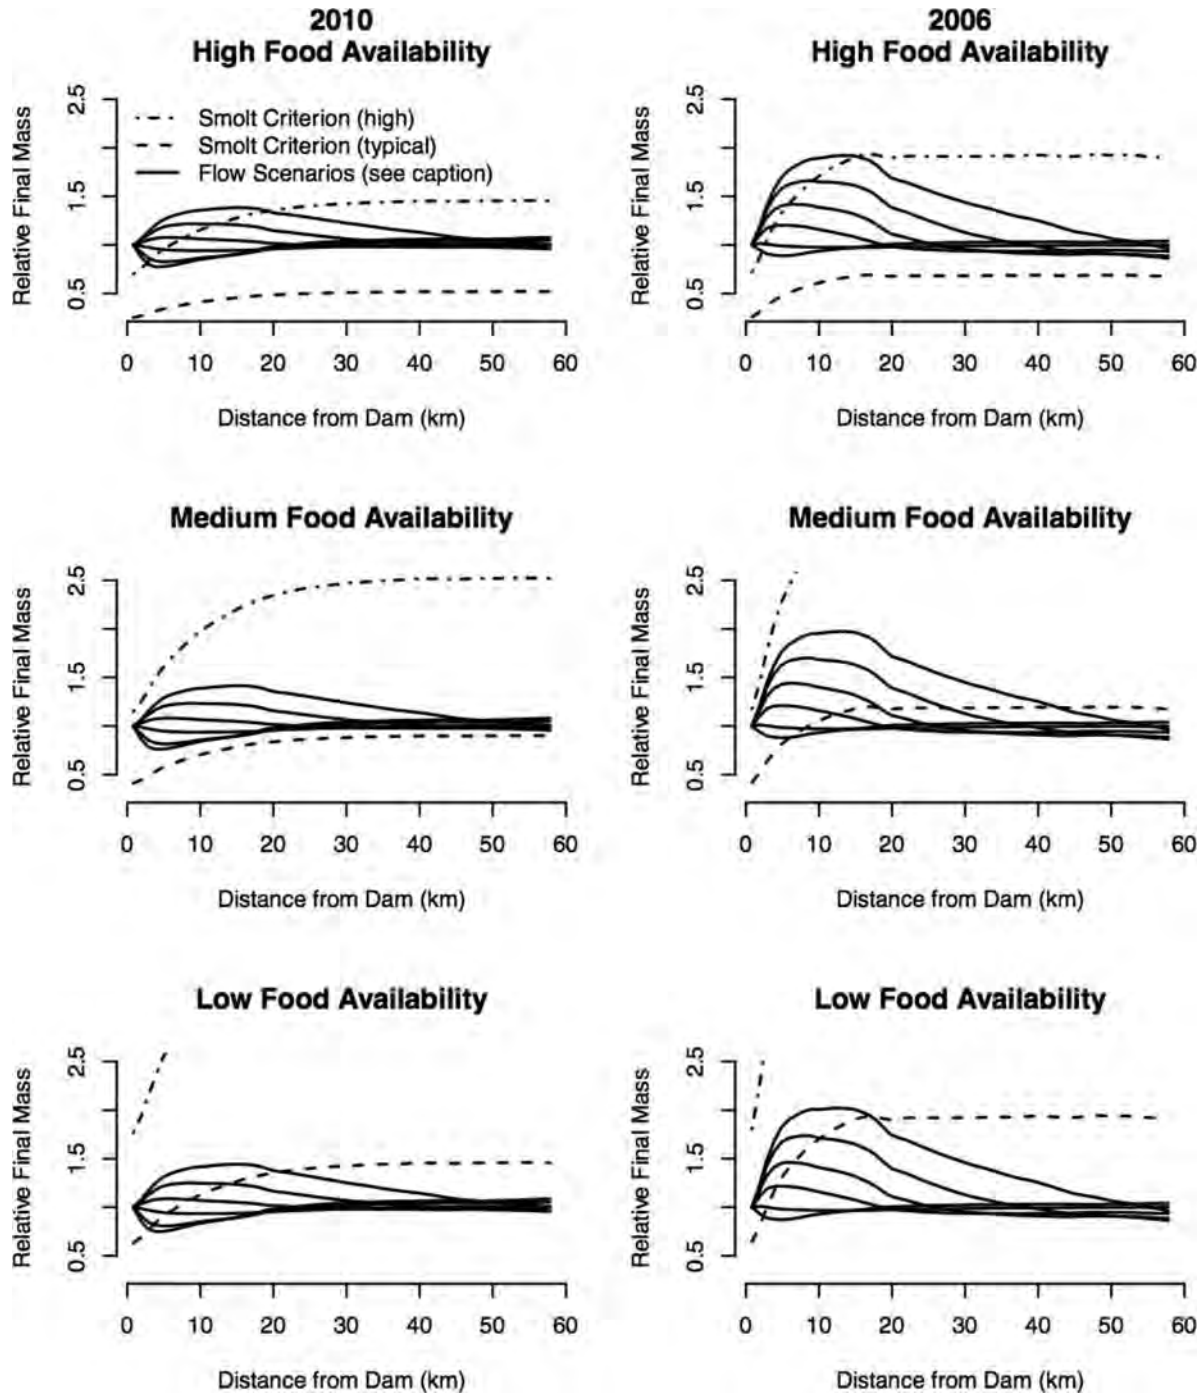 2010
High Food Availability
2006
High Food Availability
Relative Final Mass
2.5
1.5
0.5
Smolt Criterion (high)
Smolt Criterion (typical)
Flow Scenarios (see caption)
0 10 20 30 40 50 60
Distance from Dam (km)
Relative Final Mass
2.5
1.5
0.5
0 10 20 30 40 50 60
Distance from Dam (km)
Medium Food Availability
Relative Final Mass
2.5
1.5
0.5
0 10 20 30 40 50 60
Distance from Dam (km)
Medium Food Availability
Relative Final Mass
2.5
1.5
0.5
0 10 20 30 40 50 60
Distance from Dam (km)
Low Food Availability
Relative Final Mass
2.5
1.5
0.5
0 10 20 30 40 50 60
Distance from Dam (km)
Low Food Availability
Relative Final Mass
2.5
1.5
0.5
0 10 20 30 40 50 60
Distance from Dam (km)